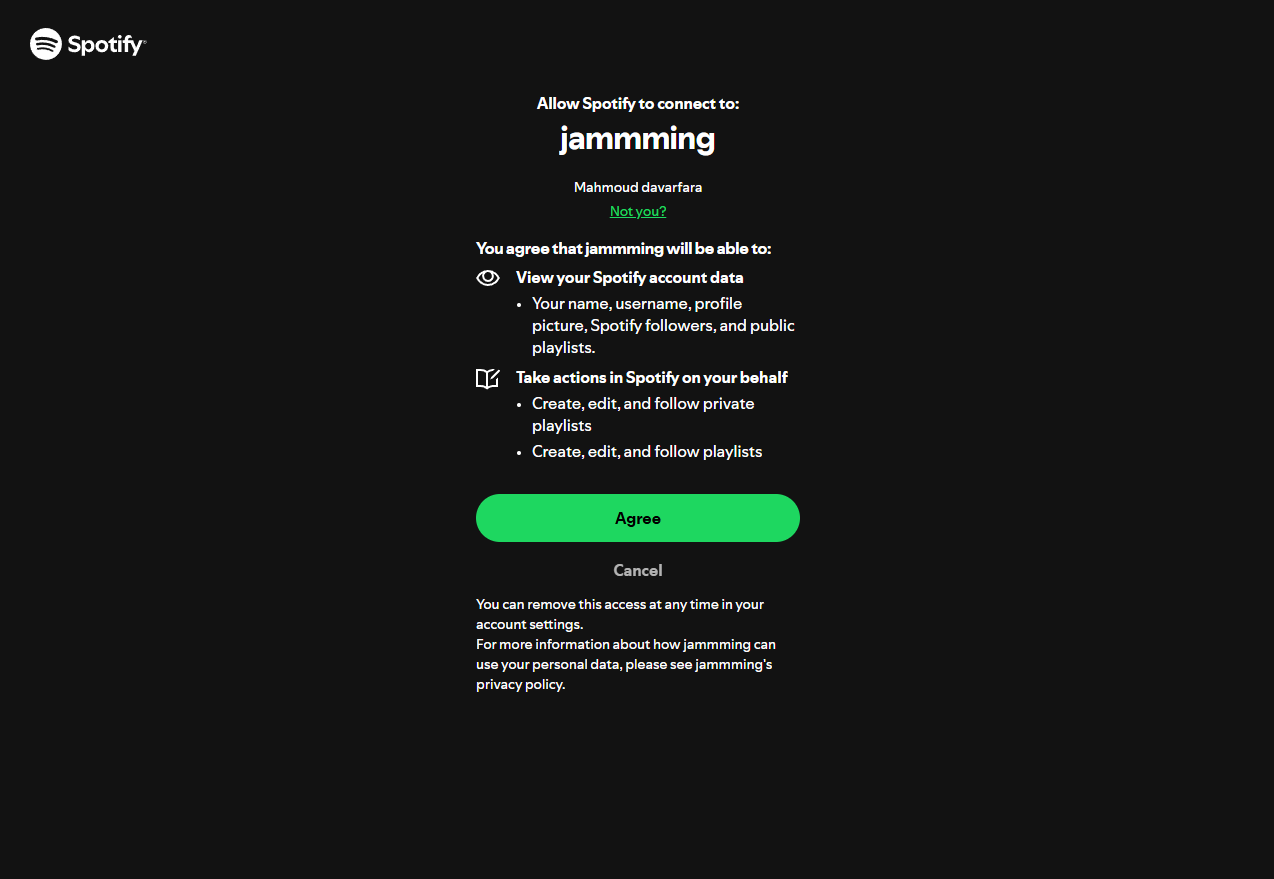 Spotify®
Allow Spotify to connect to:
jammming
Mahmoud davarfara
Not you?
You agree that jammming will be able to:
View your Spotify account data
• Your name, username, profile
picture, Spotify followers, and public
playlists.
Take actions in Spotify on your behalf
• Create, edit, and follow private
playlists
• Create, edit, and follow playlists
Agree
Cancel
You can remove this access at any time in your
account settings.
For more information about how jammming can
use your personal data, please see jammming's
privacy policy.